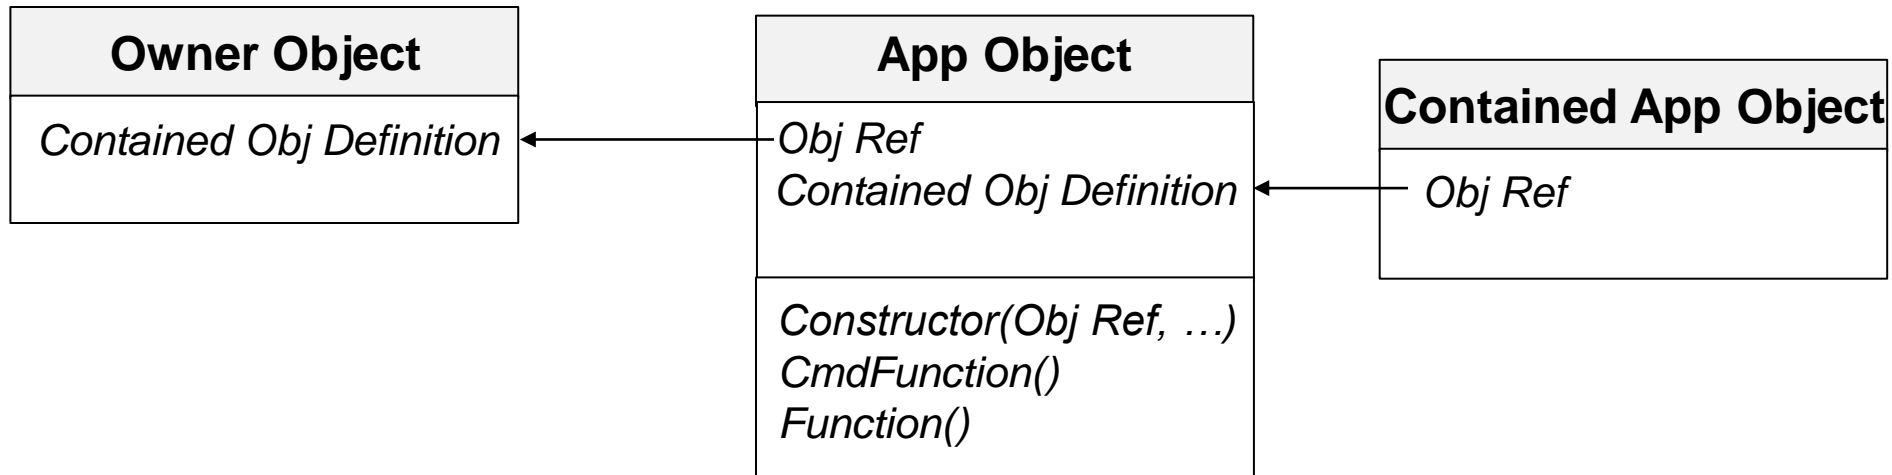 Owner Object
Contained Obj Definition
App Object
Obj Ref
Contained Obj Definition
Constructor(Obj Ref, …)
CmdFunction()
Function()
Contained App Object
Obj Ref